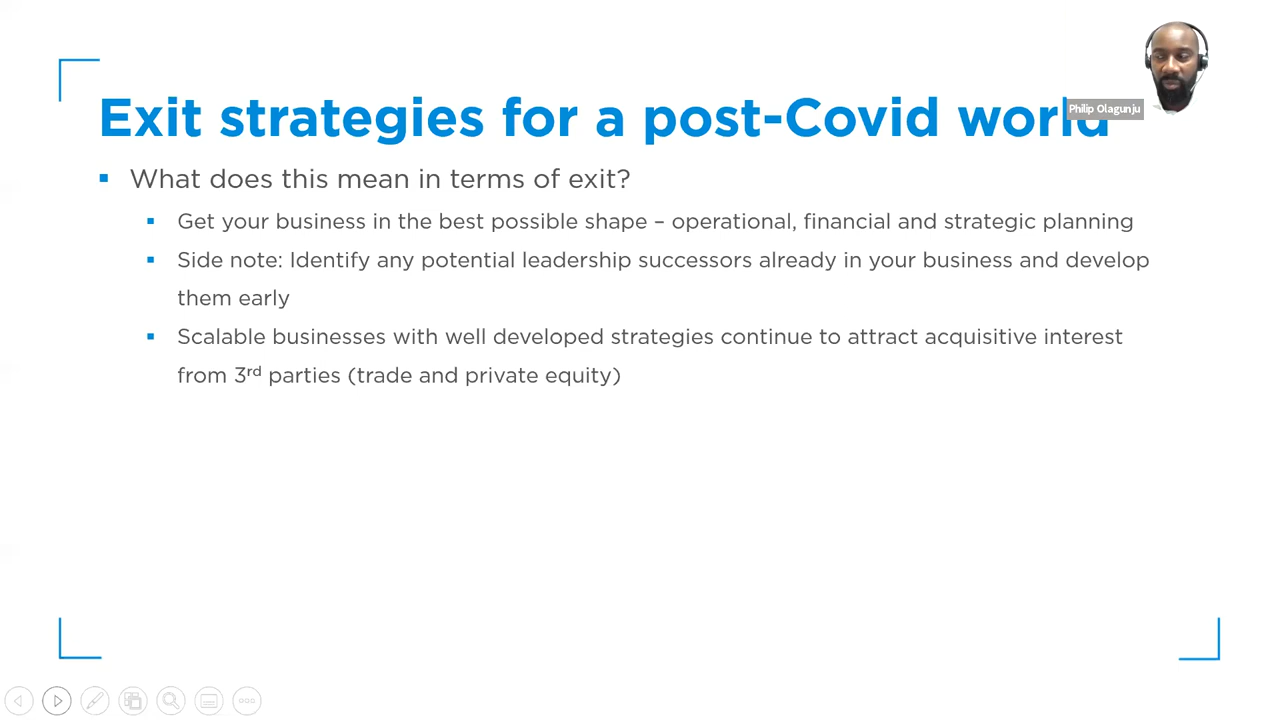 Exit strategies for a post-Covid world
Philip Olagunju
What does this mean in terms of exit?
Get your business in the best possible shape – operational, financial and strategic planning
Side note: Identify any potential leadership successors already in your business and develop
them early
Scalable businesses with well developed strategies continue to attract acquisitive interest
from 3rd parties (trade and private equity)